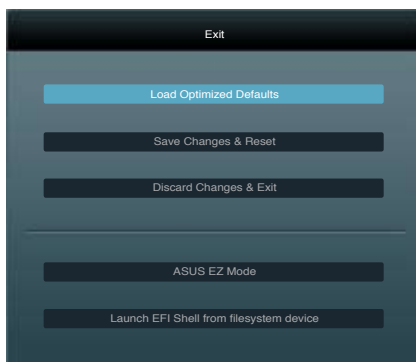 Exit
Load Optimized Defaults
Save Changes & Reset
Discard Changes & Exit
ASUS EZ Mode
Launch EFI Shell from filesystem device